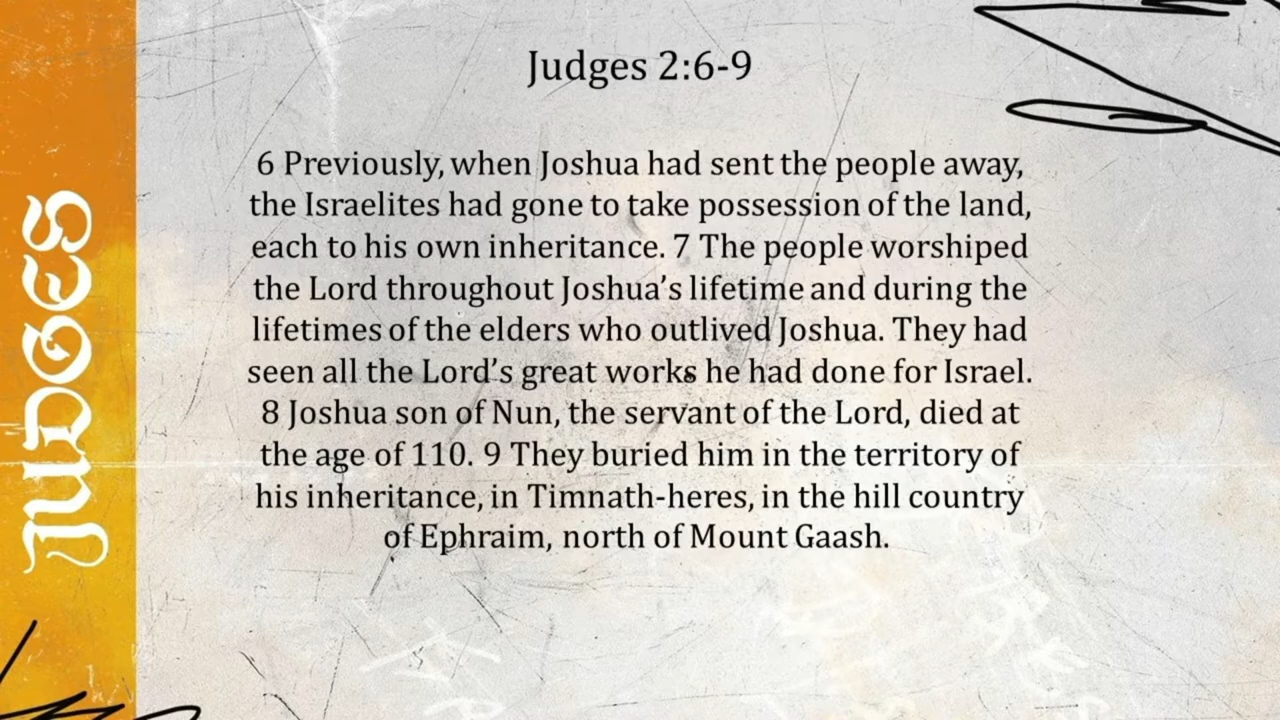 JUDGES
Judges 2:6-9
6 Previously, when Joshua had sent the people away,
the Israelites had gone to take possession of the land,
each to his own inheritance. 7 The people worshiped
the Lord throughout Joshua’s lifetime and during the
lifetimes of the elders who outlived Joshua. They had
seen all the Lord’s great works he had done for Israel.
8 Joshua son of Nun, the servant of the Lord, died at
the age of 110. 9 They buried him in the territory of
his inheritance, in Timnath-heres, in the hill country
of Ephraim, north of Mount Gaash.